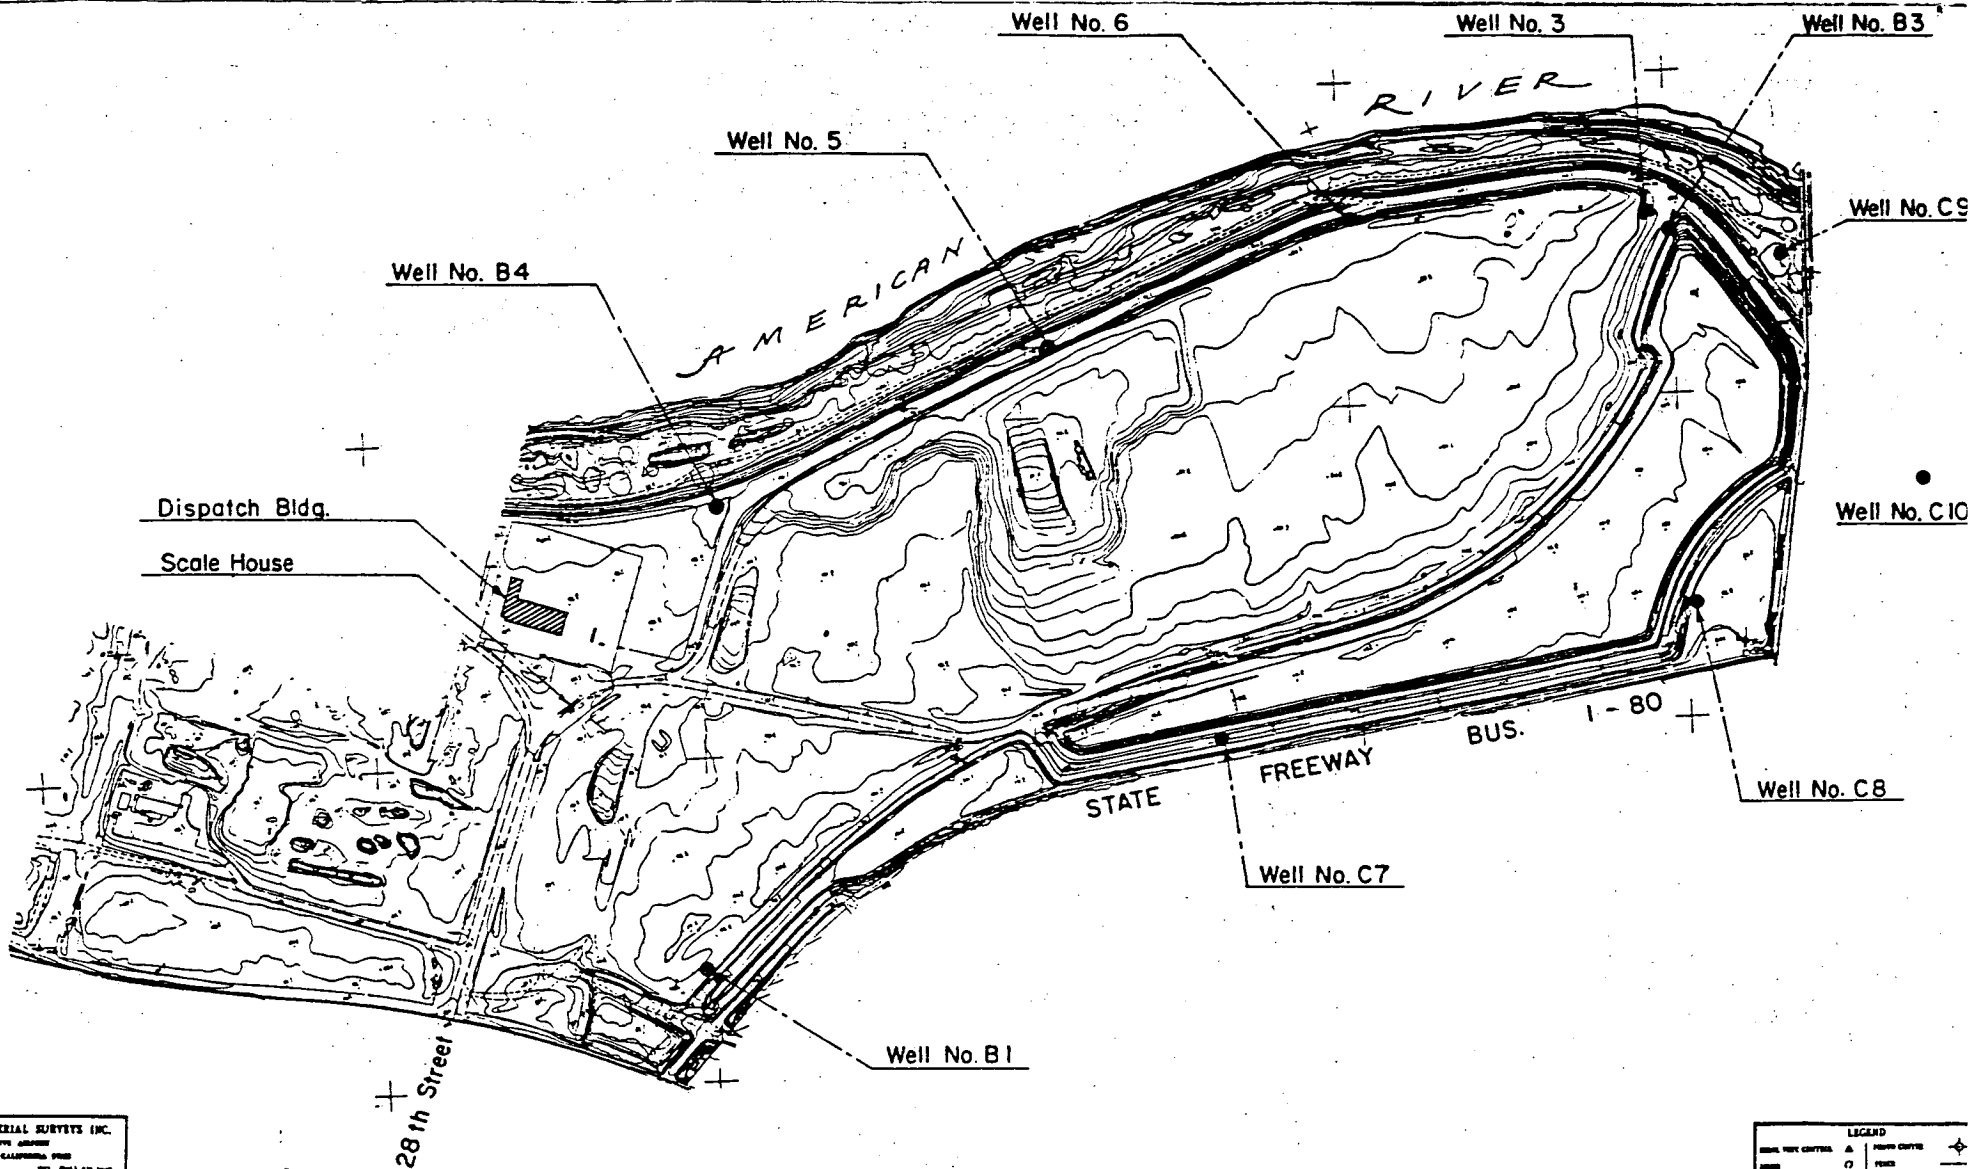 Well No. 6
Well No. 3
Well No. B3
RIVER
Well No. 5
Well No. C9
Well No. B4
AMERICAN
Dispatch Bldg.
Well No. C10
Scale House
I - 80
BUS.
FREEWAY
STATE
Well No. C8
Well No. C7
Well No. B1
28th Street
SURVEYS INC.
LEGEND